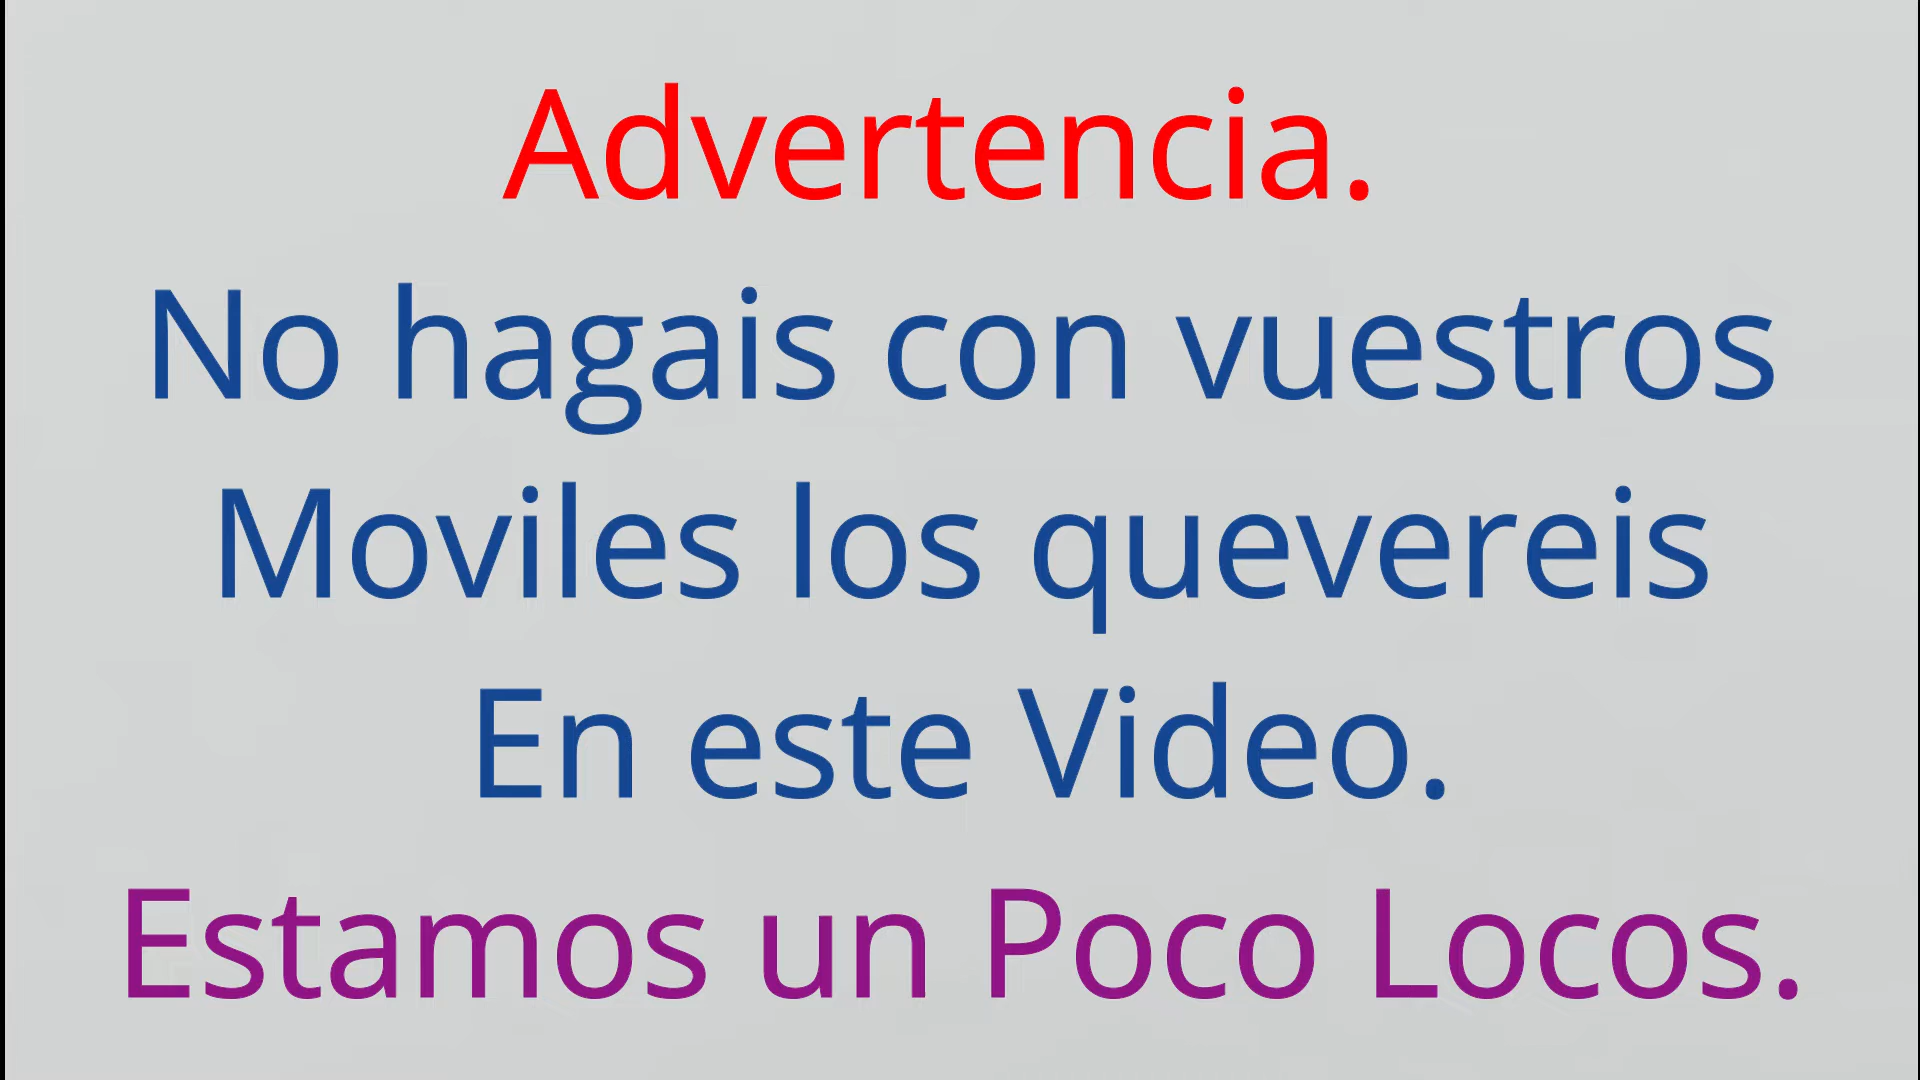 Advertencia.
No hagais con vuestros
Moviles los quevereis
En este Video.
Estamos un Poco Locos.